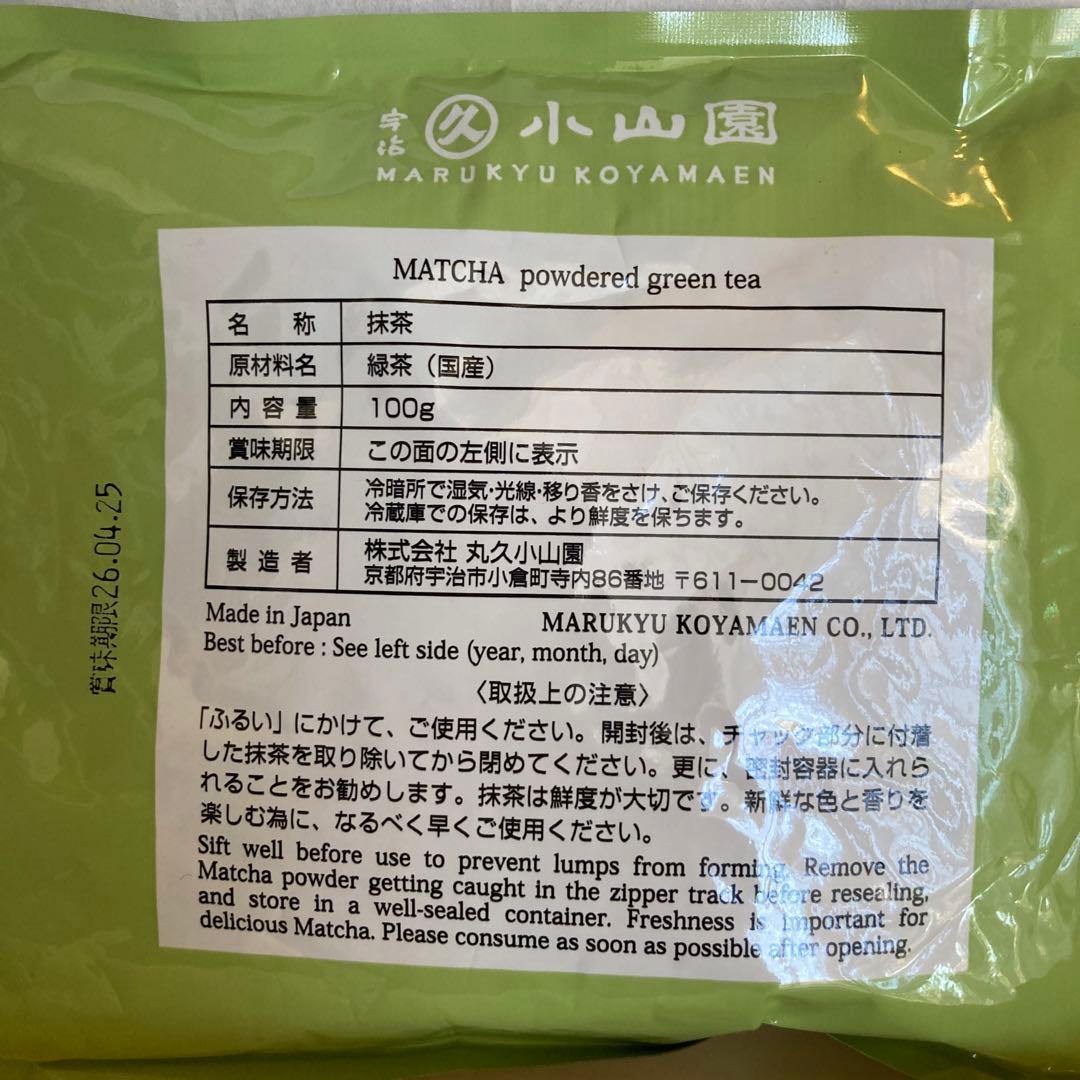 宇治 久 小山園
MARUKYU KOYAMAEN
MATCHA powdered green tea
名 称 抹茶
原材料名 緑茶（国産）
内容量 100g
賞味期限 この面の左側に表示
保存方法 冷暗所で湿気・光線・移り香をさけ、ご保存ください。
冷蔵庫での保存は、より鮮度を保ちます。
製造者 株式会社 丸久小山園
京都府宇治市小倉町寺内86番地 〒611-0042
Made in Japan MARUKYU KOYAMAEN CO., LTD.
Best before : See left side (year, month, day)
〈取扱上の注意〉
「ふるい」にかけて、ご使用ください。開封後は、チャック部分に付着
した抹茶を取り除いてから閉めてください。更に、密封容器に入れら
れることをお勧めします。抹茶は鮮度が大切です。新鮮な色と香りを
楽しむ為に、なるべく早くご使用ください。
Sift well before use to prevent lumps from forming. Remove the
Matcha powder getting caught in the zipper track before resealing,
and store in a well-sealed container. Freshness is important for
delicious Matcha. Please consume as soon as possible after opening.
賞味期限26.04.25